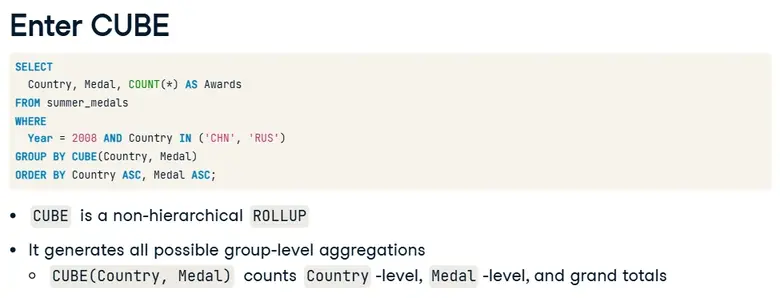 Enter CUBE
SELECT
Country, Medal, COUNT(*) AS Awards
FROM summer_medals
WHERE
Year = 2008 AND Country IN ('CHN', 'RUS')
GROUP BY CUBE(Country, Medal)
ORDER BY Country ASC, Medal ASC;
• CUBE is a non-hierarchical ROLLUP
• It generates all possible group-level aggregations
○ CUBE(Country, Medal) counts Country -level, Medal -level, and grand totals